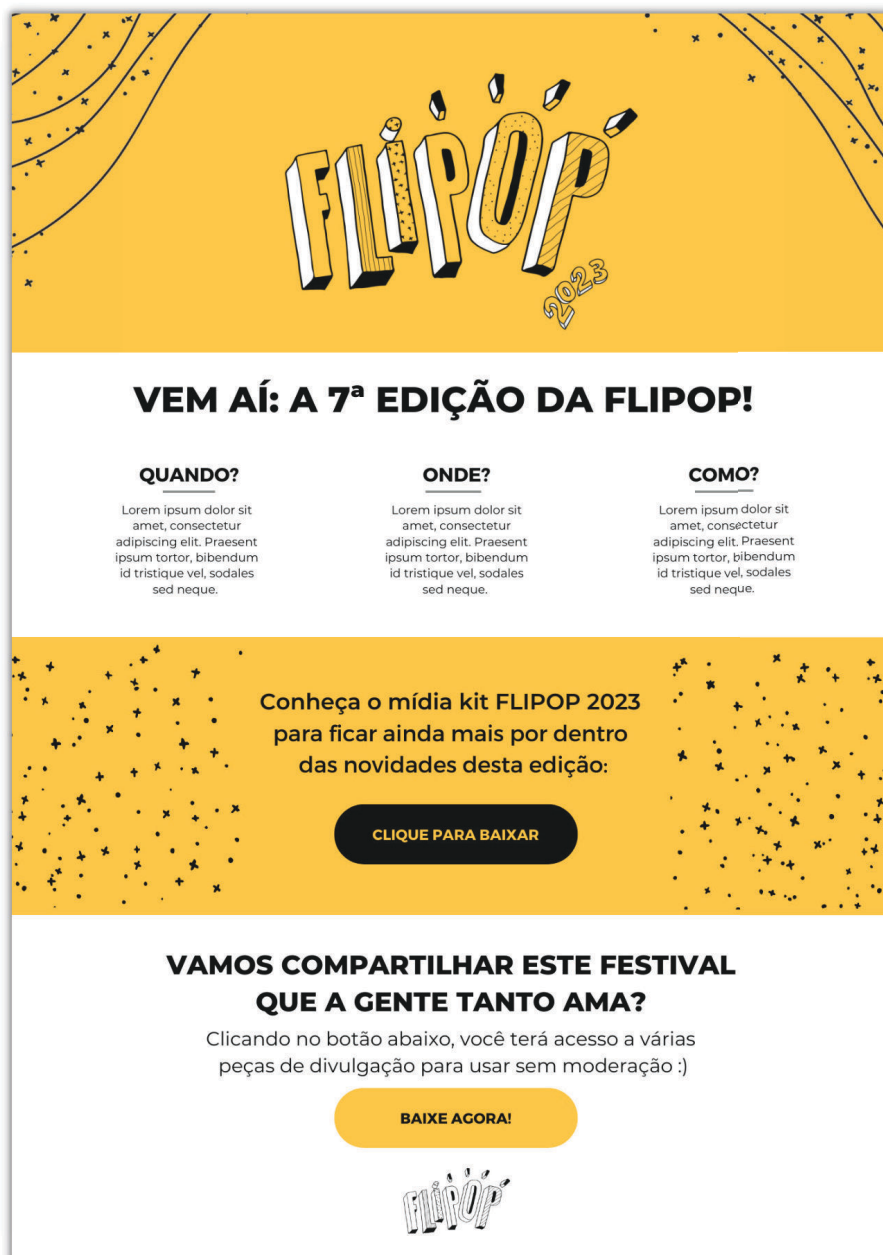 FLIPOP
2023
VEM AÍ: A 7ª EDIÇÃO DA FLIPOP!
QUANDO?
Lorem ipsum dolor sit
amet, consectetur
adipiscing elit. Praesent
ipsum tortor, bibendum
id tristique vel, sodales
sed neque.
ONDE?
Lorem ipsum dolor sit
amet, consectetur
adipiscing elit. Praesent
ipsum tortor, bibendum
id tristique vel, sodales
sed neque.
COMO?
Lorem ipsum dolor sit
amet, consectetur
adipiscing elit. Praesent
ipsum tortor, bibendum
id tristique vel, sodales
sed neque.
Conheça o mídia kit FLIPOP 2023
para ficar ainda mais por dentro
das novidades desta edição:
CLIQUE PARA BAIXAR
VAMOS COMPARTILHAR ESTE FESTIVAL
QUE A GENTE TANTO AMA?
Clicando no botão abaixo, você terá acesso a várias
peças de divulgação para usar sem moderação :)
BAIXE AGORA!
FLIPOP